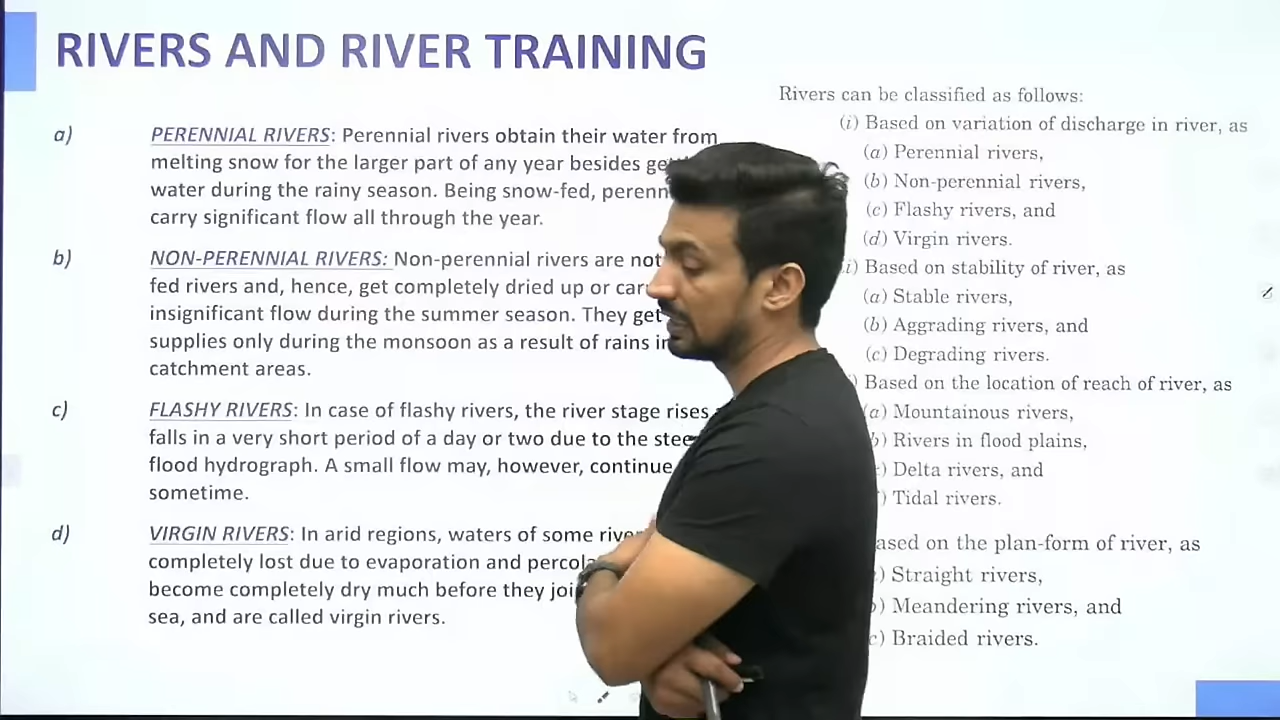 RIVERS AND RIVER TRAINING
a) PERENNIAL RIVERS: Perennial rivers obtain their water from
melting snow for the larger part of any year besides
water during the rainy season. Being snow-fed,
carry significant flow all through the year.
b) NON-PERENNIAL RIVERS: Non-perennial rivers are not
fed rivers and, hence, get completely dried up or
insignificant flow during the summer season. They get
supplies only during the monsoon as a result of rains
catchment areas.
c) FLASHY RIVERS: In case of flashy rivers, the river stage rises
falls in a very short period of a day or two due to the
flood hydrograph. A small flow may, however, continue
sometime.
d) VIRGIN RIVERS: In arid regions, waters of some
completely lost due to evaporation and
become completely dry much before they
sea, and are called virgin rivers.
Rivers can be classified as follows:
(i) Based on variation of discharge in river, as
(a) Perennial rivers,
(b) Non-perennial rivers,
(c) Flashy rivers, and
(d) Virgin rivers.
i) Based on stability of river, as
(a) Stable rivers,
(b) Aggrading rivers, and
(c) Degrading rivers.
) Based on the location of reach of river, as
(a) Mountainous rivers,
b) Rivers in flood plains,
) Delta rivers, and
) Tidal rivers.
on the plan-form of river, as
) Straight rivers,
) Meandering rivers, and
c) Braided rivers.